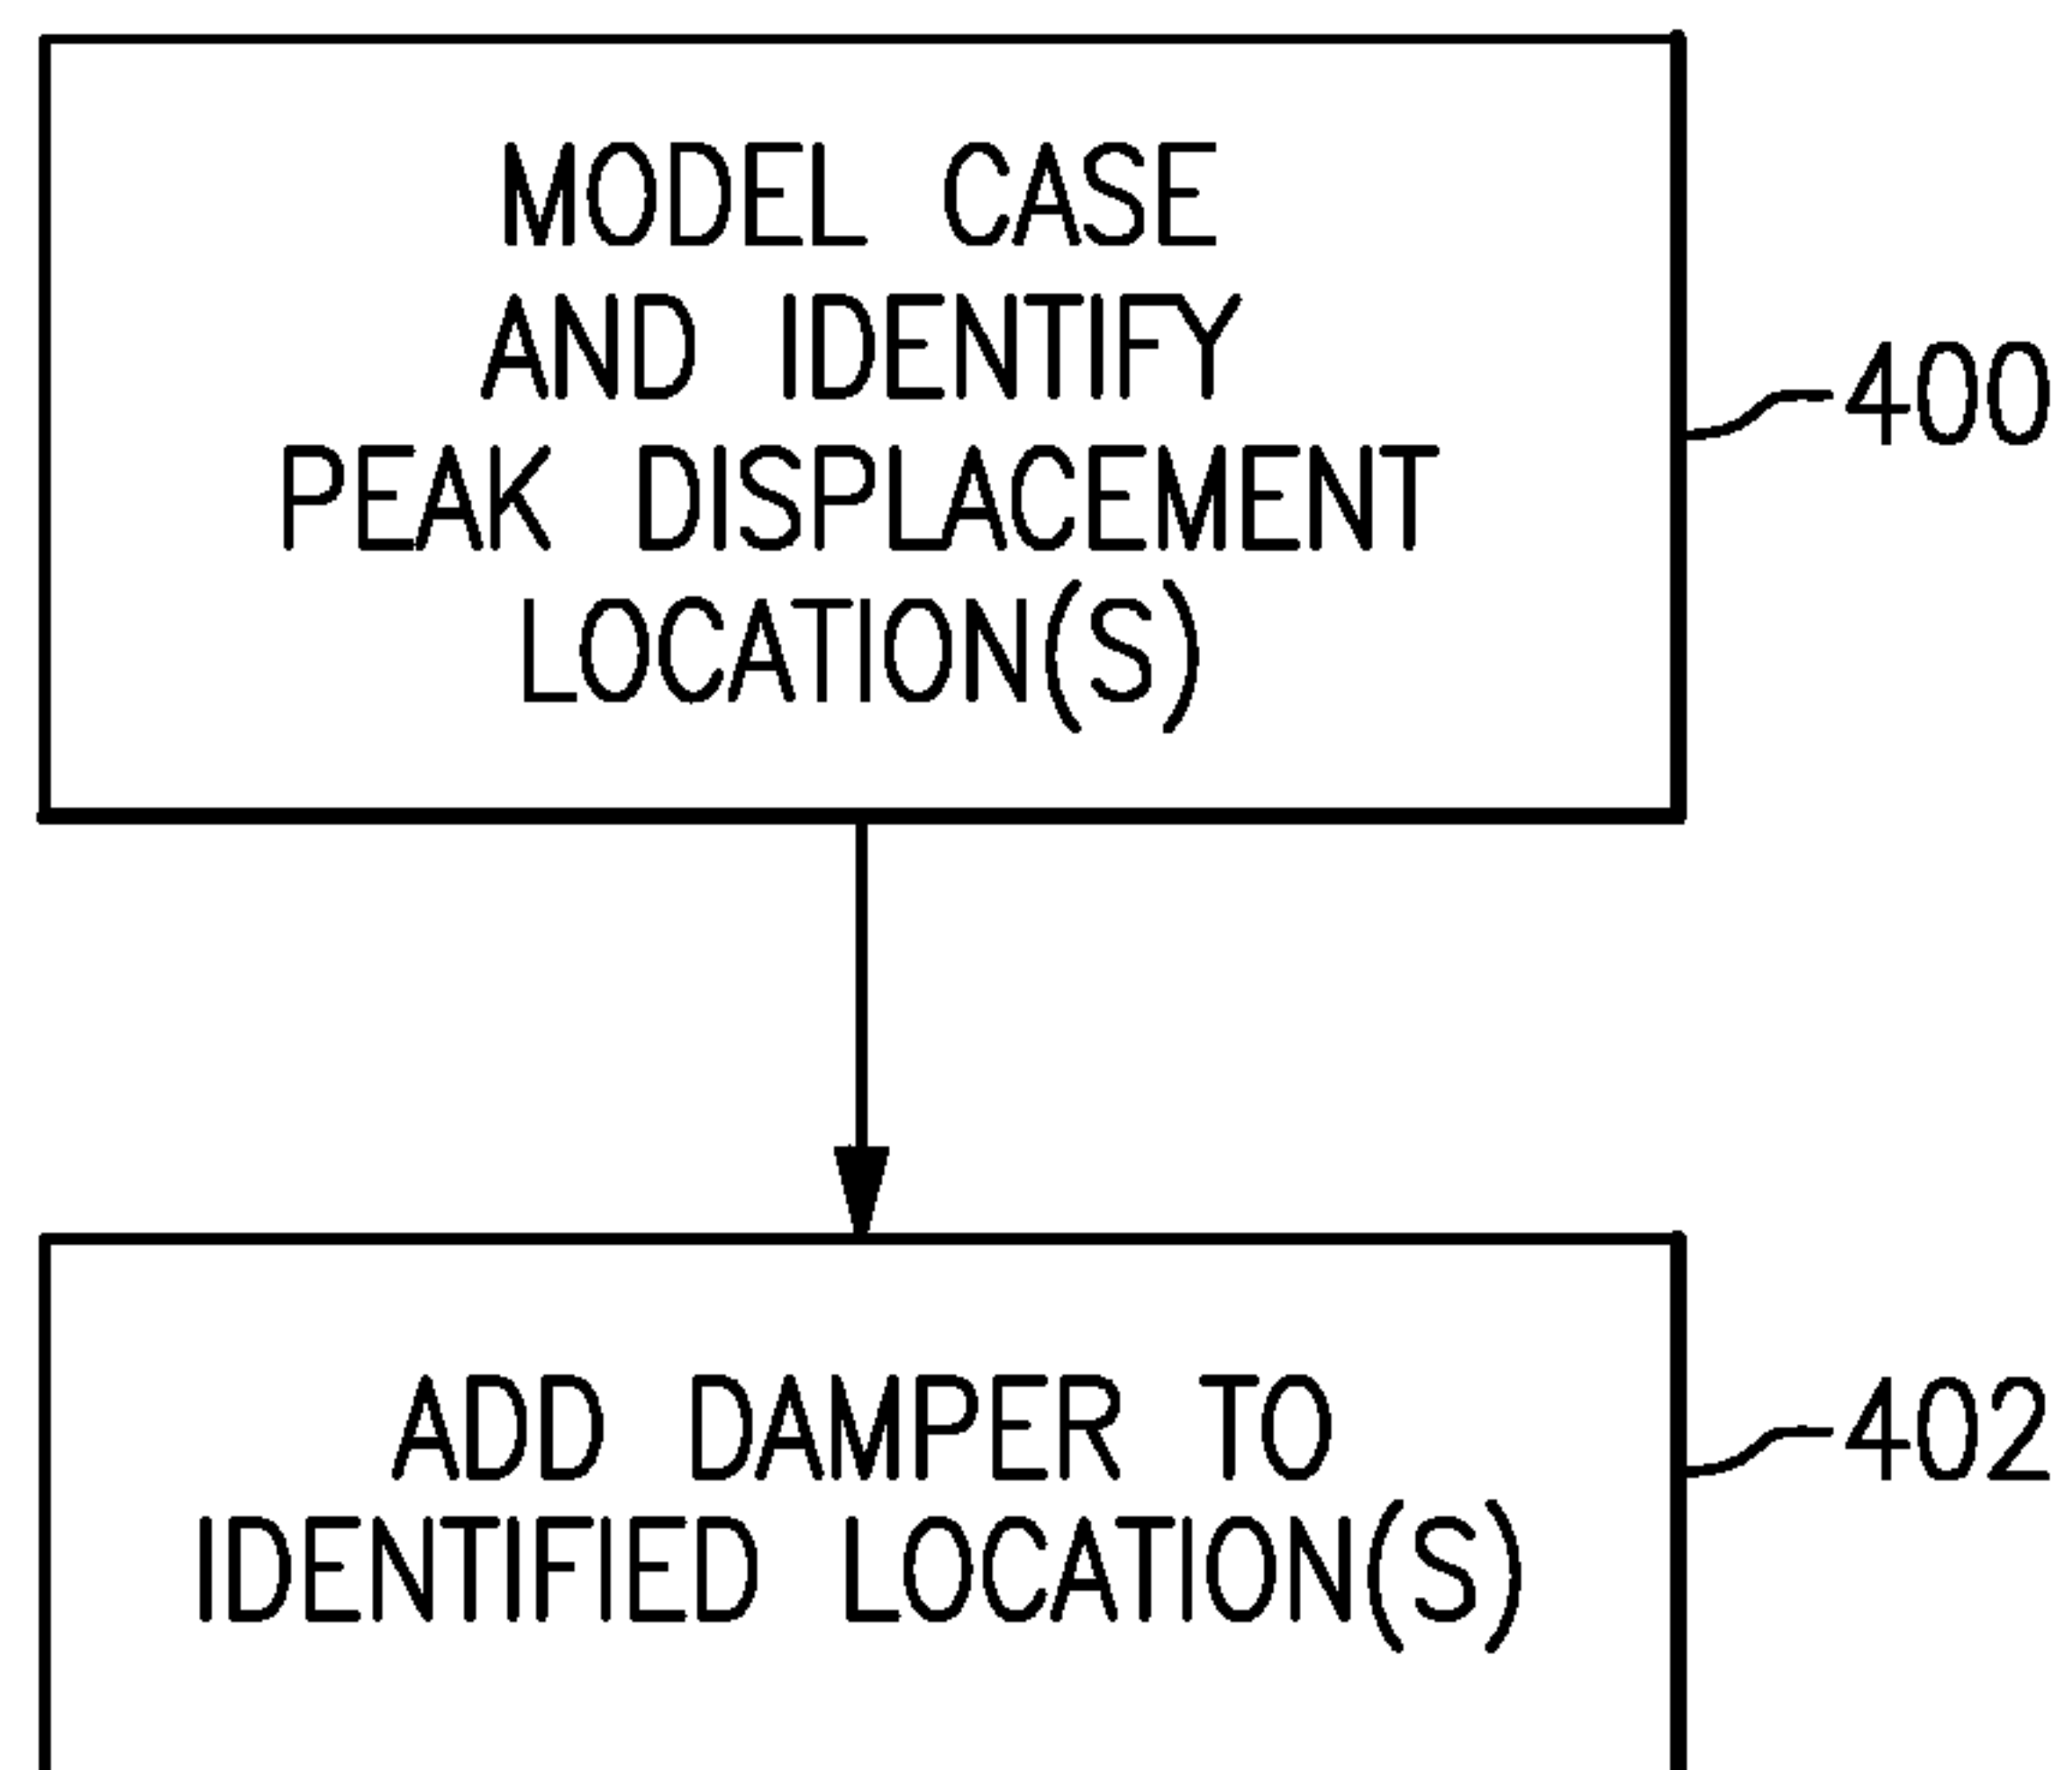 MODEL CASE
AND IDENTIFY
PEAK DISPLACEMENT
LOCATION(S)
400
ADD DAMPER TO
IDENTIFIED LOCATION(S)
402